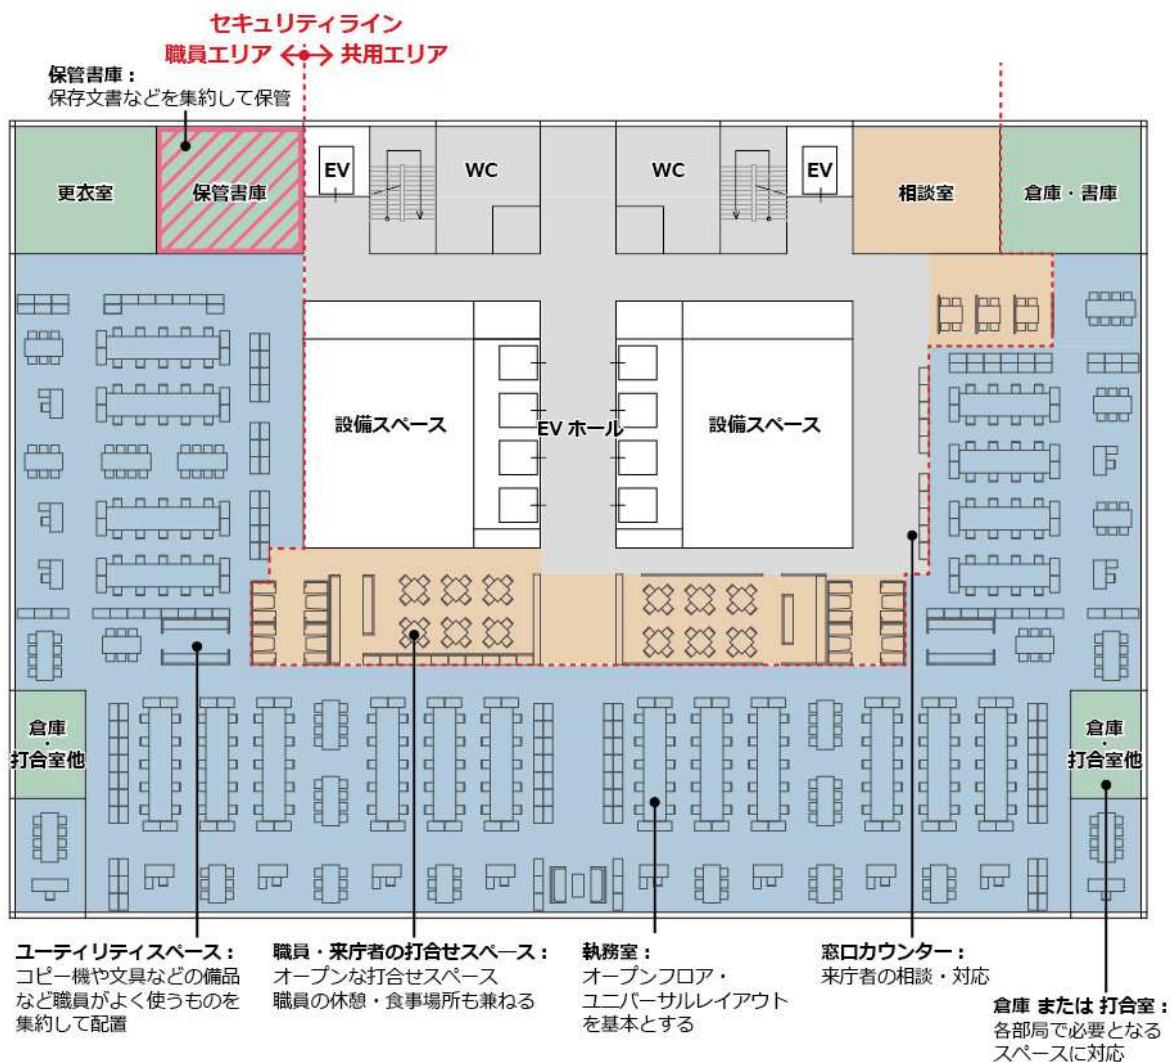 セキュリティライン
職員エリア ⟷ 共用エリア
保管書庫：
保存文書などを集約して保管
更衣室
保管書庫
EV
WC
WC
EV
相談室
倉庫・書庫
設備スペース
EV ホール
設備スペース
倉庫
・
打合室他
倉庫
・
打合室他
ユーティリティスペース：
コピー機や文具などの備品
など職員がよく使うものを
集約して配置
職員・来庁者の打合せスペース：
オープンな打合せスペース
職員の休憩・食事場所も兼ねる
執務室：
オープンフロア・
ユニバーサルレイアウト
を基本とする
窓口カウンター：
来庁者の相談・対応
倉庫 または 打合室：
各部局で必要となる
スペースに対応